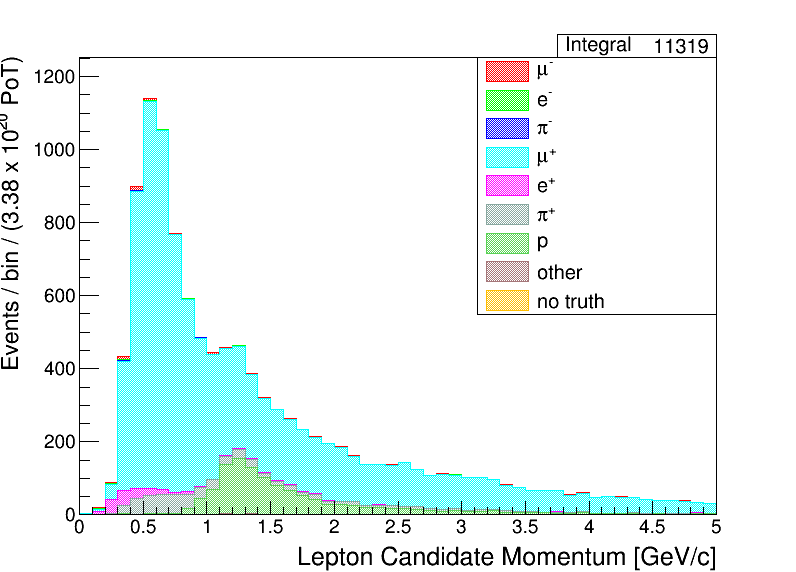 Integral 11319
μ⁻
e⁻
π⁻
μ⁺
e⁺
π⁺
p
other
no truth
Events / bin / (3.38 x 10²⁰ PoT)
1200
1000
800
600
400
200
0
0 0.5 1 1.5 2 2.5 3 3.5 4 4.5 5
Lepton Candidate Momentum [GeV/c]